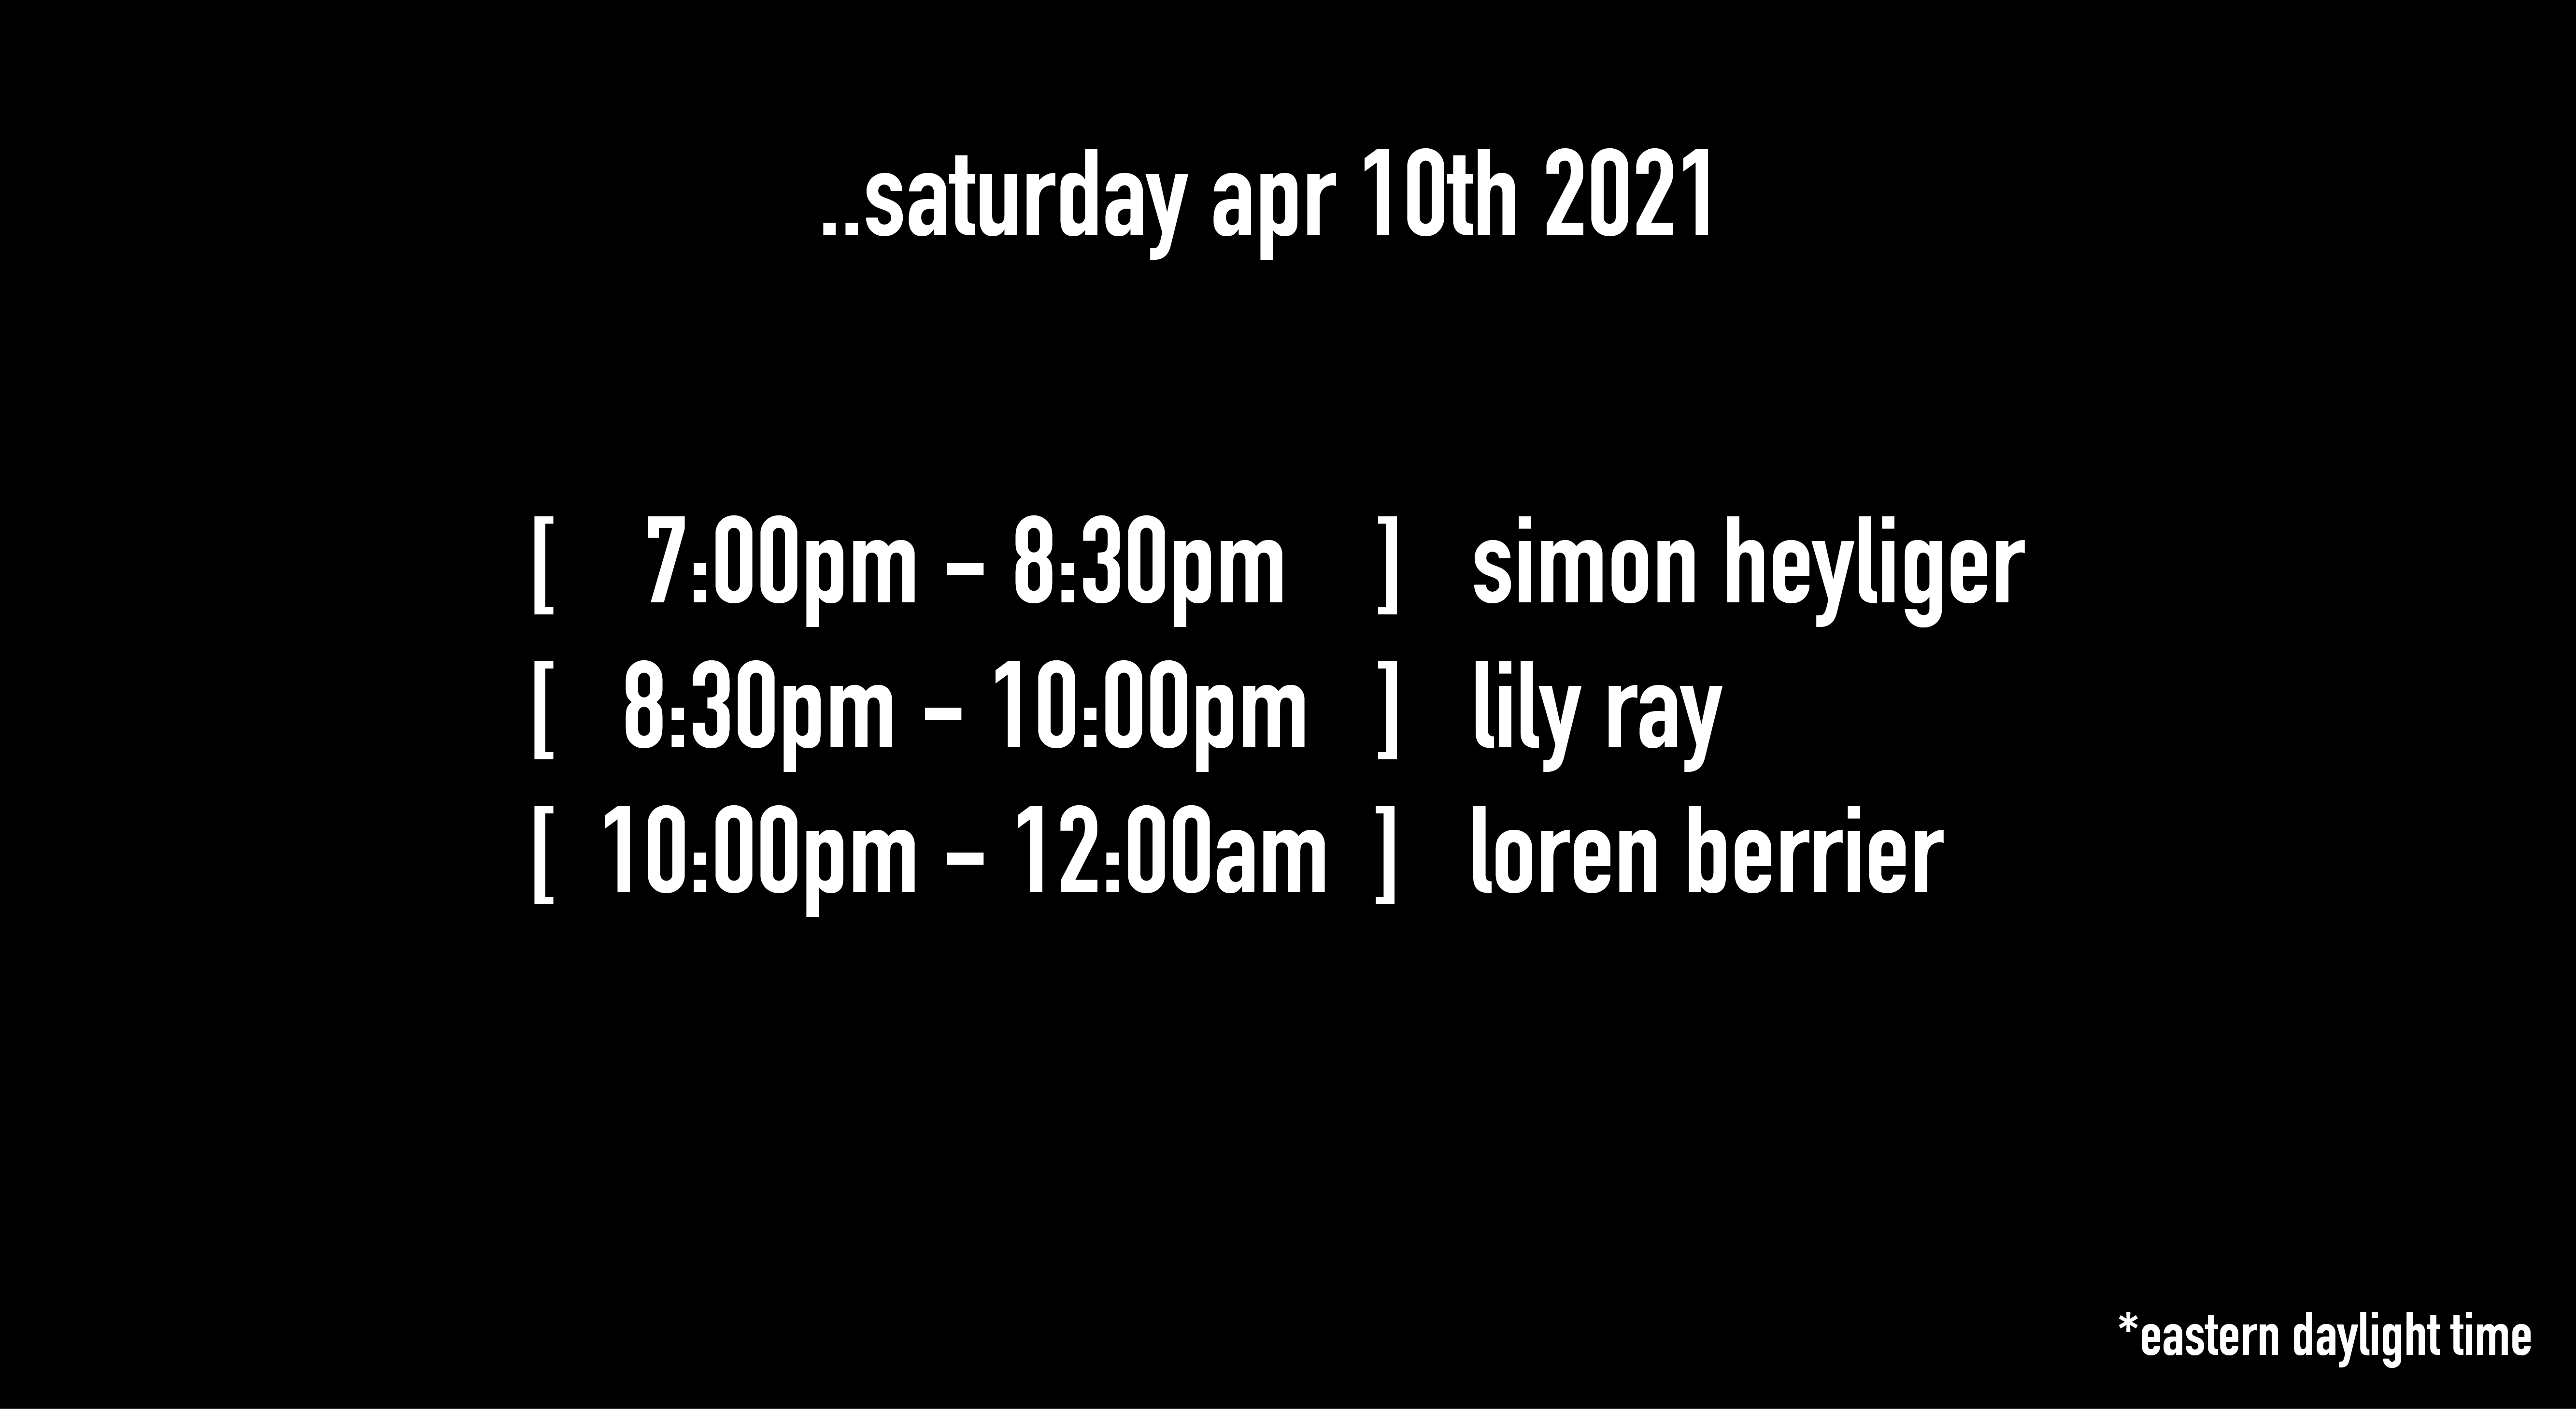 ..saturday apr 10th 2021
[ 7:00pm - 8:30pm ] simon heyliger
[ 8:30pm - 10:00pm ] lily ray
[ 10:00pm - 12:00am ] loren berrier
*eastern daylight time